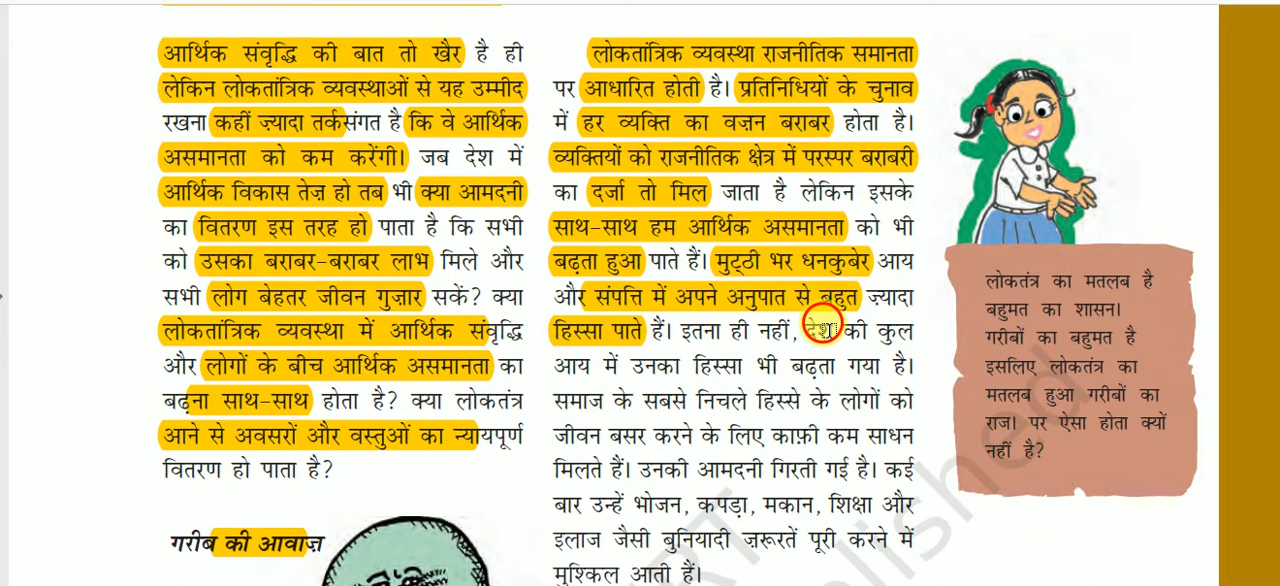 आर्थिक संवृद्धि की बात तो खैर है ही
लेकिन लोकतांत्रिक व्यवस्थाओं से यह उम्मीद
रखना कहीं ज्यादा तर्कसंगत है कि वे आर्थिक
असमानता को कम करेंगी। जब देश में
आर्थिक विकास तेज़ हो तब भी क्या आमदनी
का वितरण इस तरह हो पाता है कि सभी
को उसका बराबर-बराबर लाभ मिले और
सभी लोग बेहतर जीवन गुज़ार सकें? क्या
लोकतांत्रिक व्यवस्था में आर्थिक संवृद्धि
और लोगों के बीच आर्थिक असमानता का
बढ़ना साथ-साथ होता है? क्या लोकतंत्र
आने से अवसरों और वस्तुओं का न्यायपूर्ण
वितरण हो पाता है?
गरीब की आवाज़
लोकतांत्रिक व्यवस्था राजनीतिक समानता
पर आधारित होती है। प्रतिनिधियों के चुनाव
में हर व्यक्ति का वज़न बराबर होता है।
व्यक्तियों को राजनीतिक क्षेत्र में परस्पर बराबरी
का दर्जा तो मिल जाता है लेकिन इसके
साथ-साथ हम आर्थिक असमानता को भी
बढ़ता हुआ पाते हैं। मुट्ठी भर धनकुबेर आय
और संपत्ति में अपने अनुपात से बहुत ज़्यादा
हिस्सा पाते हैं। इतना ही नहीं, देश की कुल
आय में उनका हिस्सा भी बढ़ता गया है।
समाज के सबसे निचले हिस्से के लोगों को
जीवन बसर करने के लिए काफ़ी कम साधन
मिलते हैं। उनकी आमदनी गिरती गई है। कई
बार उन्हें भोजन, कपड़ा, मकान, शिक्षा और
इलाज जैसी बुनियादी ज़रूरतें पूरी करने में
मुश्किल आती हैं।
लोकतंत्र का मतलब है
बहुमत का शासन।
गरीबों का बहुमत है
इसलिए लोकतंत्र का
मतलब हुआ गरीबों का
राज। पर ऐसा होता क्यों
नहीं है?